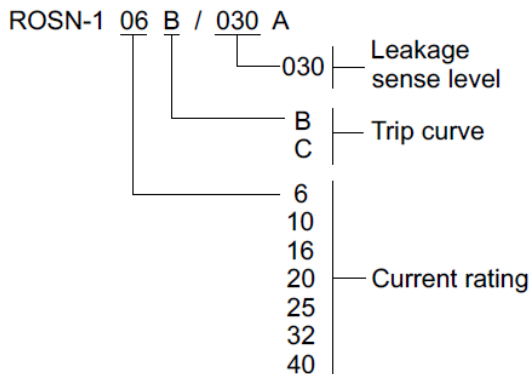 ROSN-1 06 B / 030 A
030
Leakage
sense level
B
C
Trip curve
6
10
16
20
25
32
40
Current rating